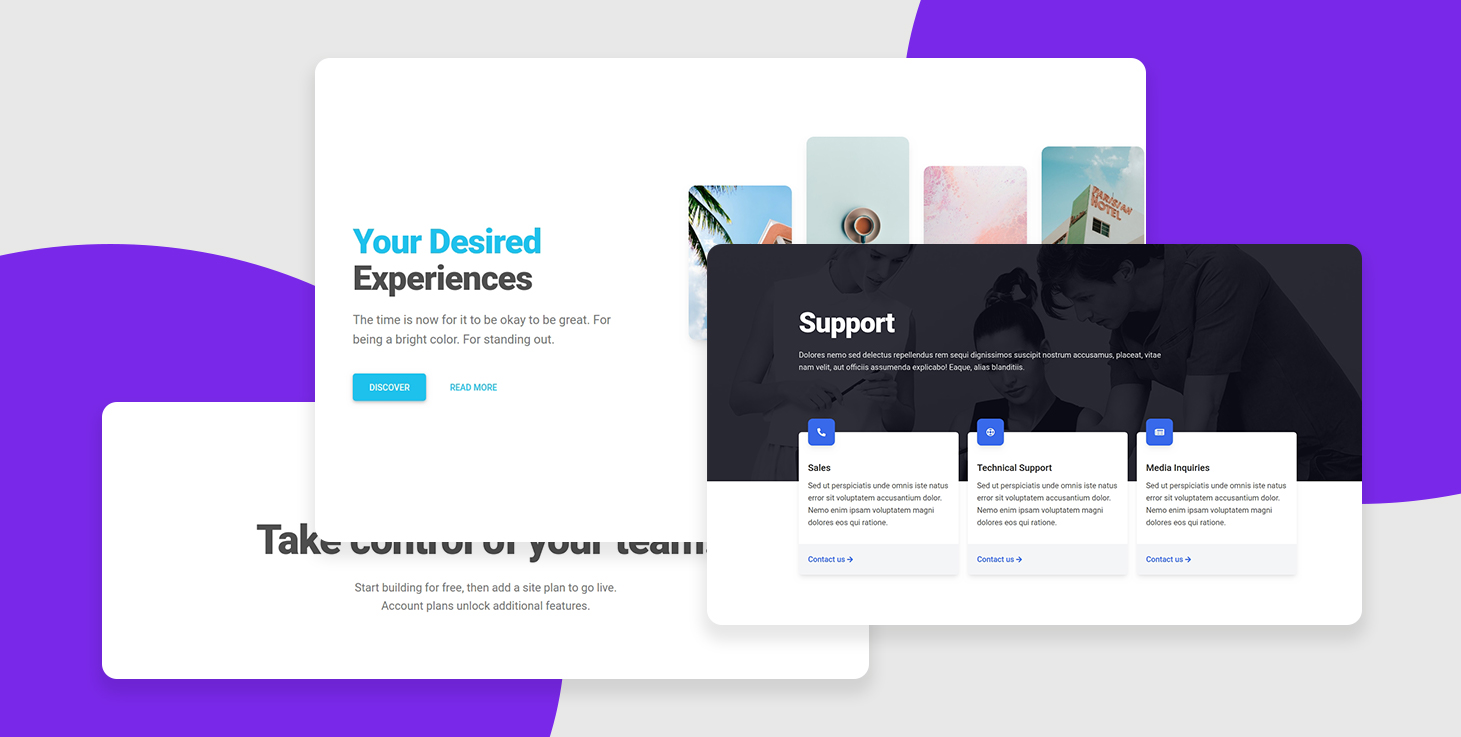 Your Desired
Experiences
The time is now for it to be okay to be great. For
being a bright color. For standing out.
DISCOVER
READ MORE
PARISIAN
HOTEL
Support
Dolores nemo sed delectus repellendus rem sequi dignissimos suscipit nostrum accusamus, placeat, vitae
nam velit, aut officiis assumenda explicabo! Eaque, alias blanditiis.
Sales
Sed ut perspiciatis unde omnis iste natus
error sit voluptatem accusantium dolor.
Nemo enim ipsam voluptatem magni
dolores eos qui ratione.
Contact us →
Technical Support
Sed ut perspiciatis unde omnis iste natus
error sit voluptatem accusantium dolor.
Nemo enim ipsam voluptatem magni
dolores eos qui ratione.
Contact us →
Media Inquiries
Sed ut perspiciatis unde omnis iste natus
error sit voluptatem accusantium dolor.
Nemo enim ipsam voluptatem magni
dolores eos qui ratione.
Contact us →
Take control of your team.
Start building for free, then add a site plan to go live.
Account plans unlock additional features.